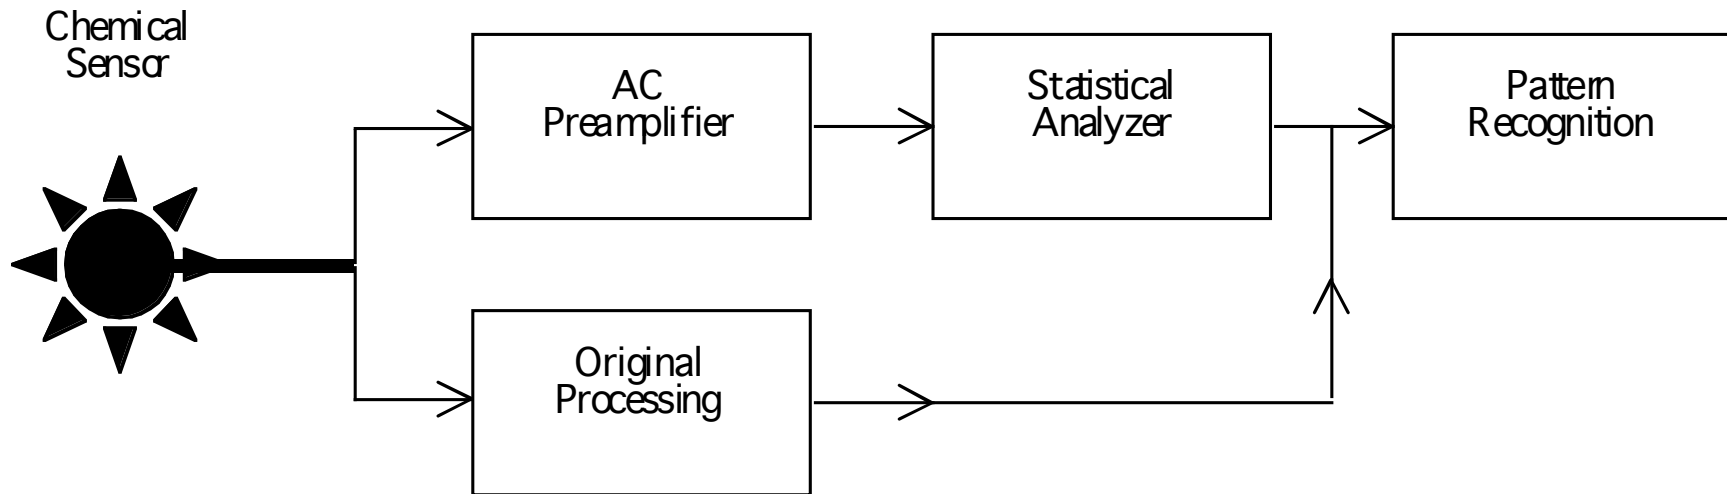 Chemical
Sensor
AC
Preamplifier
Statistical
Analyzer
Pattern
Recognition
Original
Processing